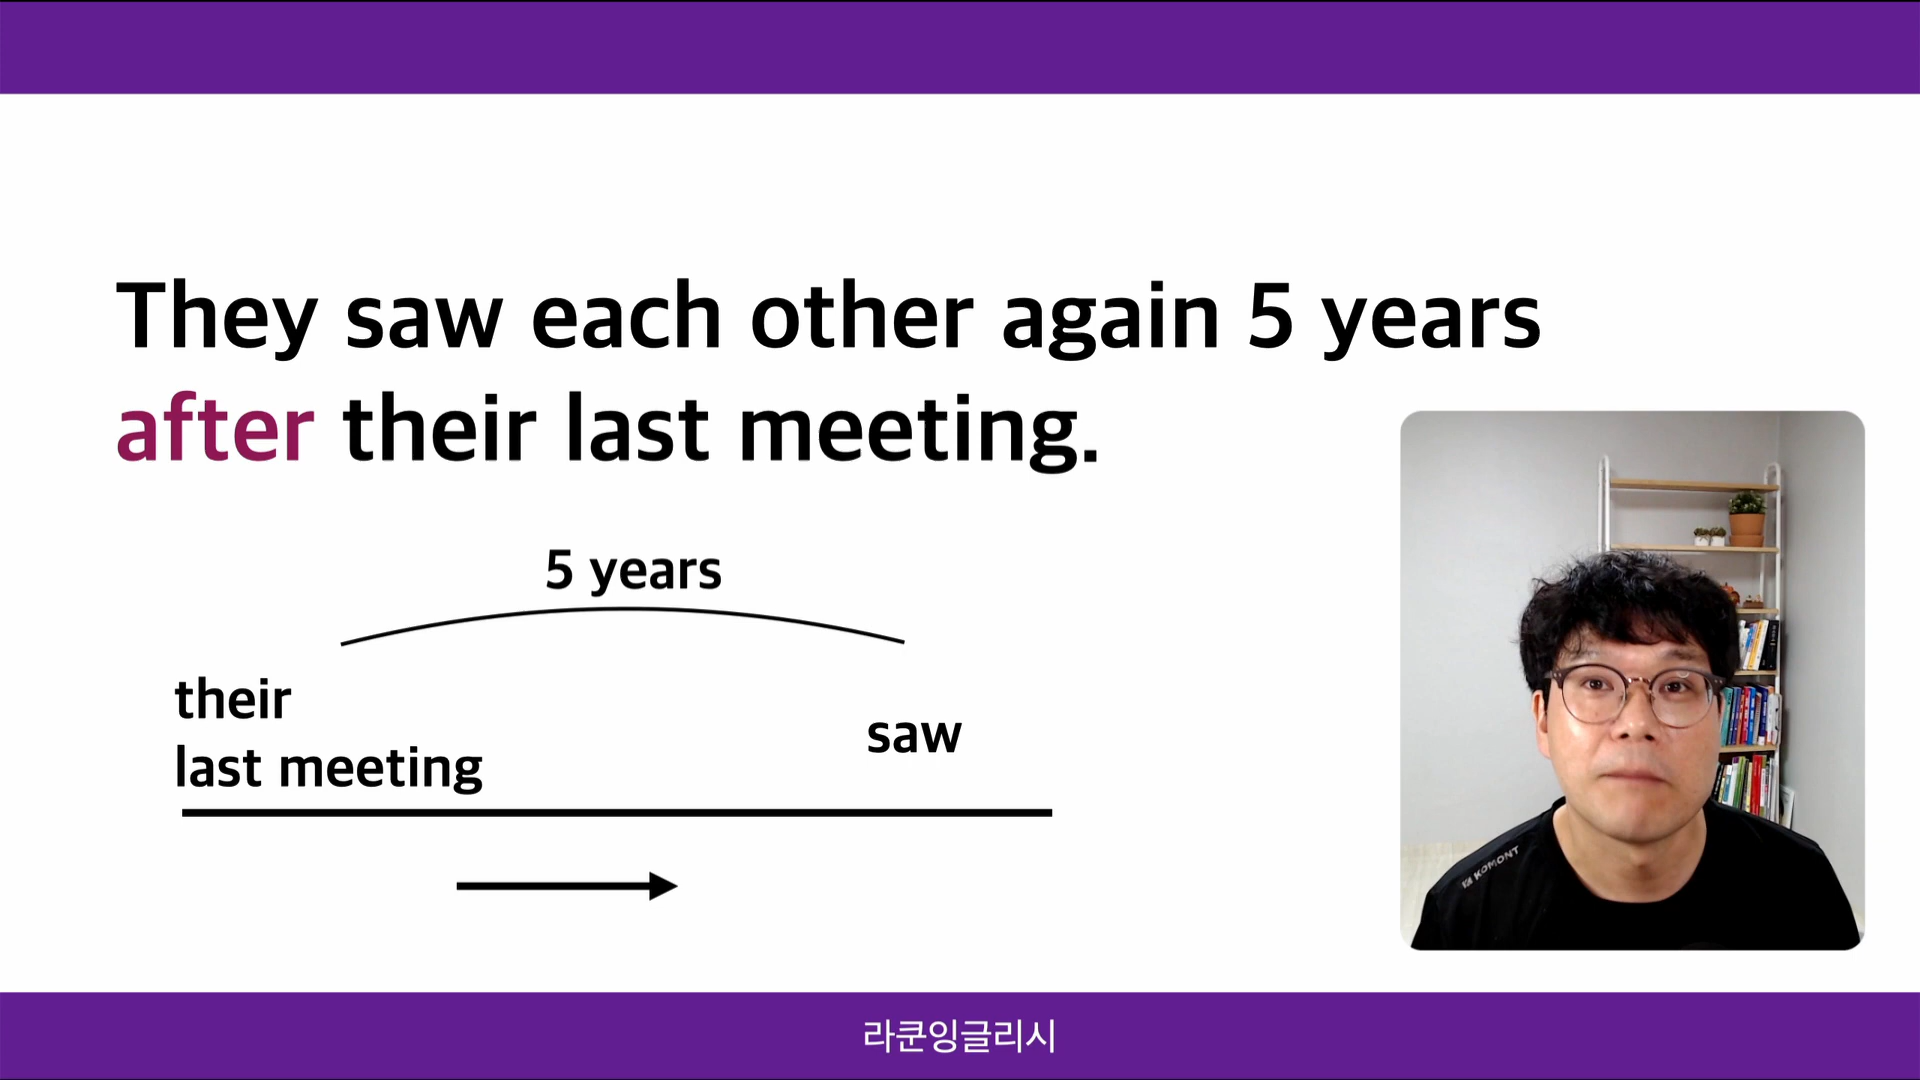 They saw each other again 5 years
after their last meeting.
5 years
their
last meeting
saw
KOMONT
라쿤잉글리시